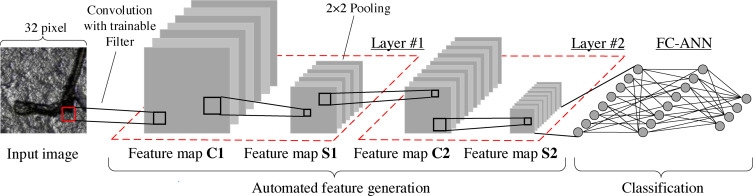 32 pixel
Convolution
with trainable
Filter
2×2 Pooling
Layer #1
Layer #2
FC-ANN
Input image
Feature map C1
Feature map S1
Feature map C2
Feature map S2
Automated feature generation
Classification